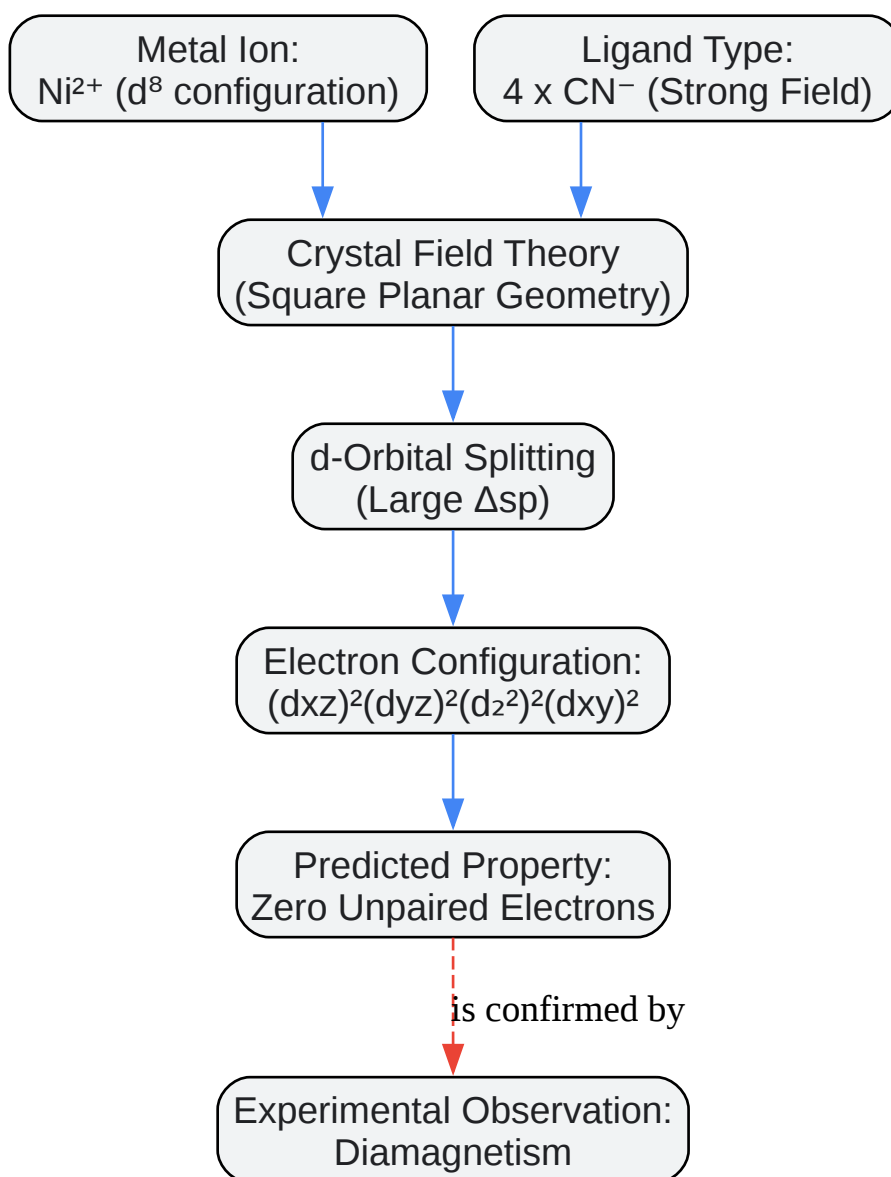 Metal Ion:
Ni²⁺ (d⁸ configuration)
Ligand Type:
4 x CN⁻ (Strong Field)
Crystal Field Theory
(Square Planar Geometry)
d-Orbital Splitting
(Large Δsp)
Electron Configuration:
(dxz)²(dyz)²(d₂²)²(dxy)²
Predicted Property:
Zero Unpaired Electrons
is confirmed by
Experimental Observation:
Diamagnetism